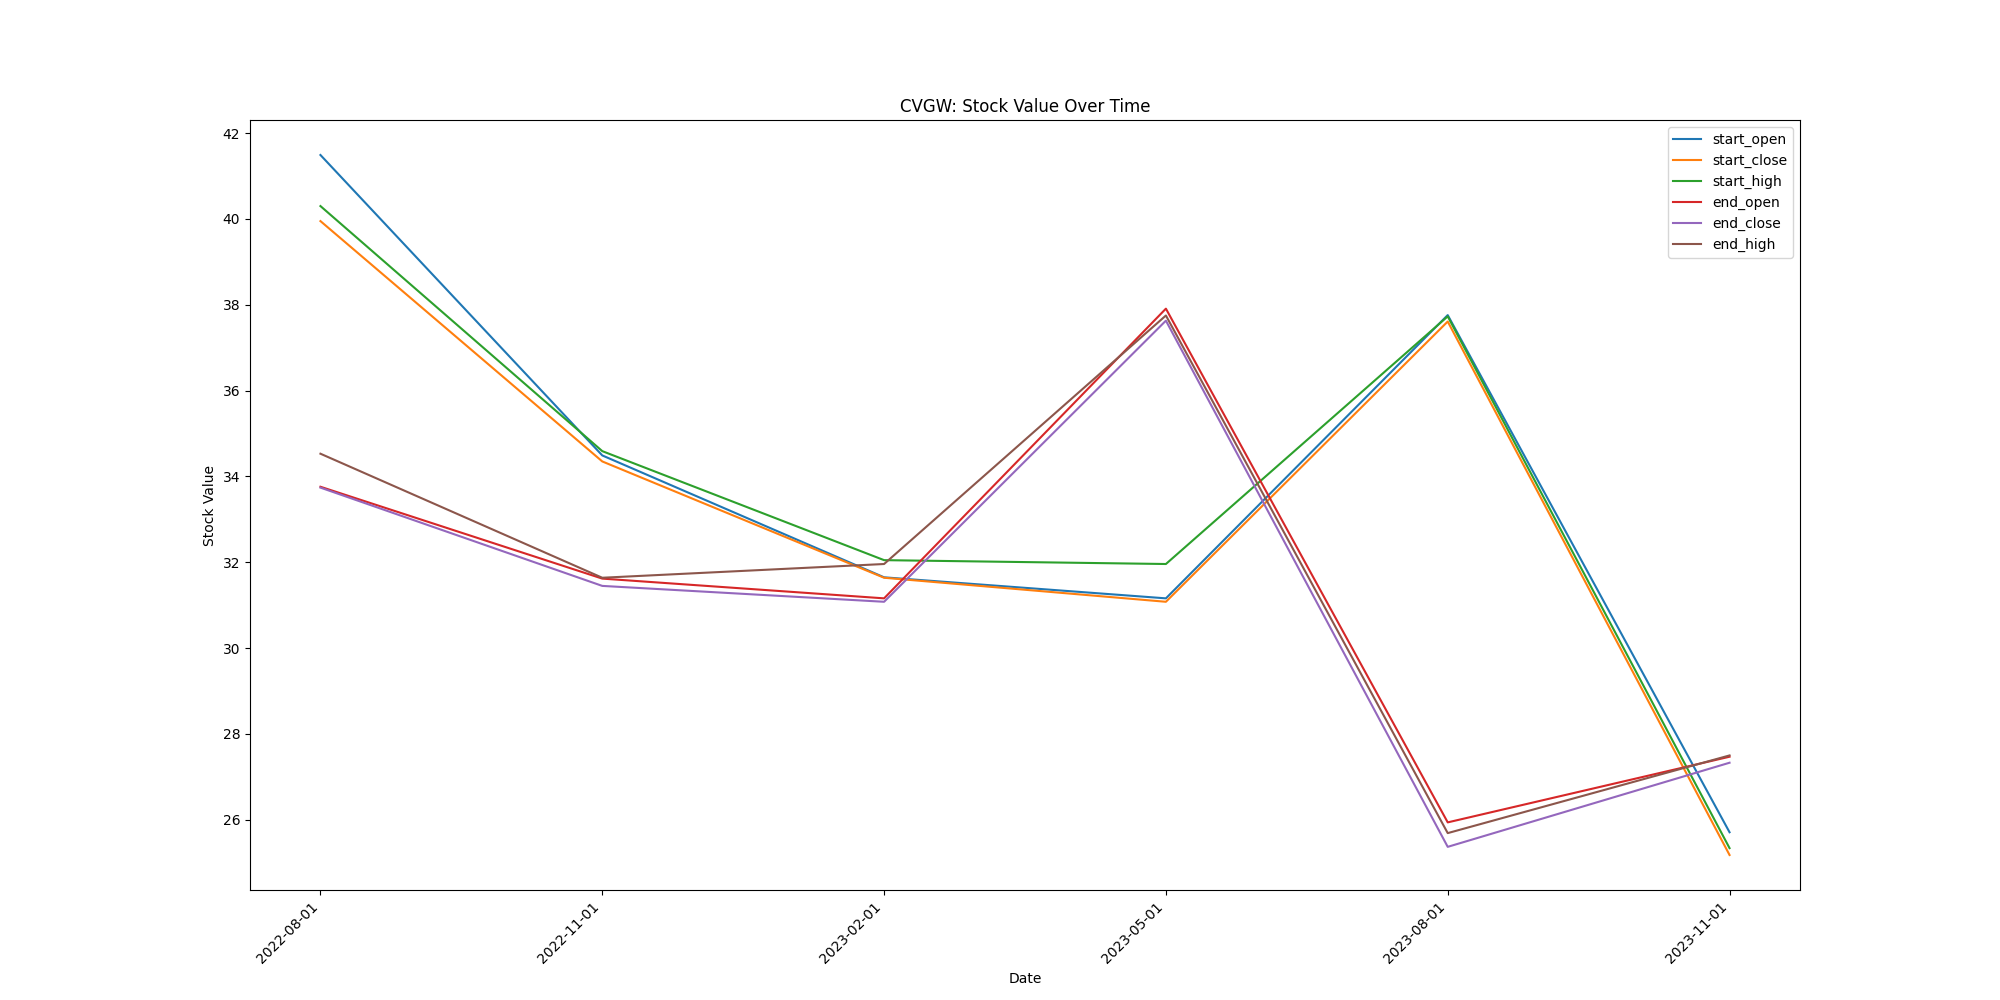 CVGW: Stock Value Over Time
42
40
38
36
34
32
30
28
26
Stock Value
start_open
start_close
start_high
end_open
end_close
end_high
2022-08-01
2022-11-01
2023-02-01
2023-05-01
2023-08-01
2023-11-01
Date